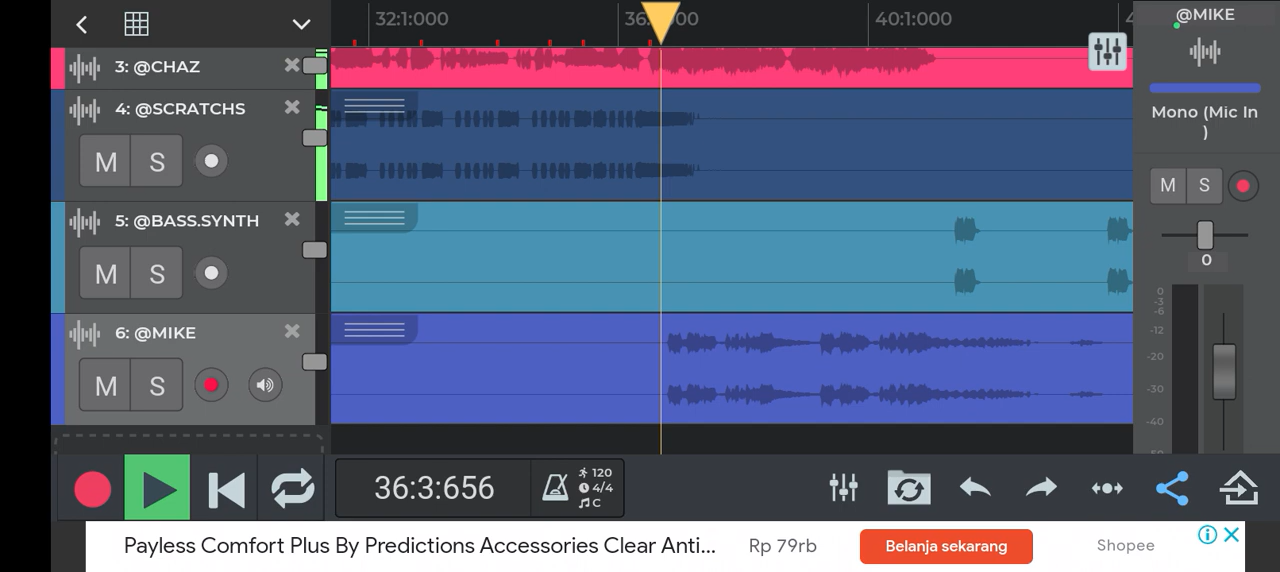 32:1:000
36:1:000
40:1:000
4
@MIKE
3: @CHAZ
4: @SCRATCHS
M S
5: @BASS.SYNTH
M S
6: @MIKE
M S
Mono (Mic In
)
M S
0
0
-3
-6
-12
-20
-30
-40
-50
36:3:656
120
4/4
C
Payless Comfort Plus By Predictions Accessories Clear Anti...
Rp 79rb
Belanja sekarang
Shopee